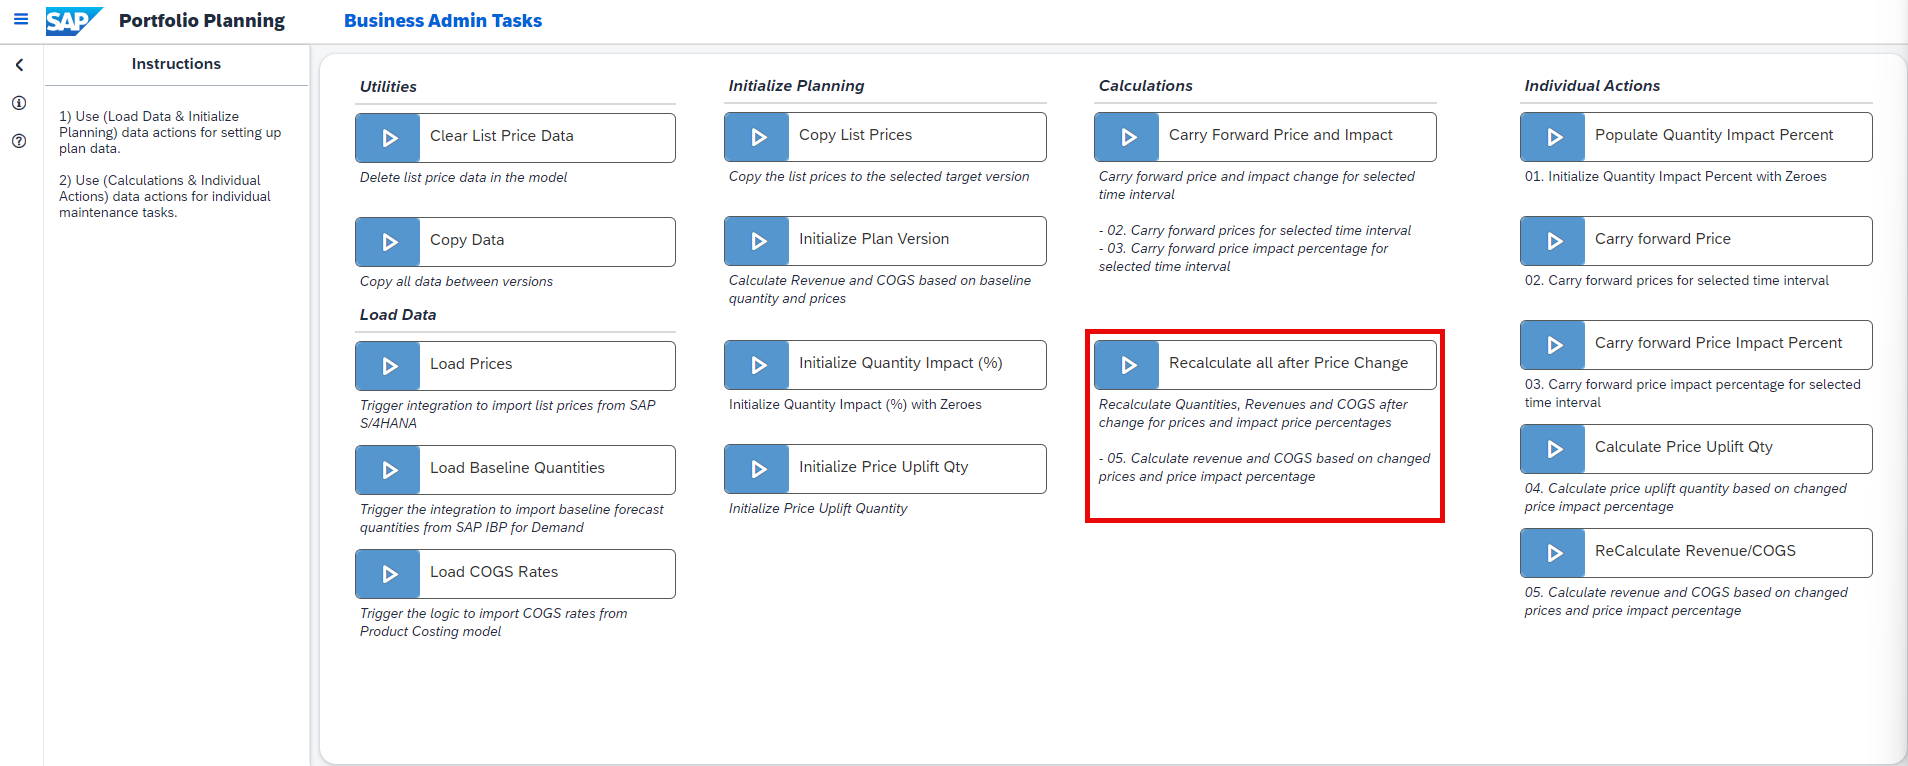 SAP Portfolio Planning Business Admin Tasks
Instructions
1) Use (Load Data & Initialize
Planning) data actions for setting up
plan data.
2) Use (Calculations & Individual
Actions) data actions for individual
maintenance tasks.
Utilities
Clear List Price Data
Delete list price data in the model
Copy Data
Copy all data between versions
Load Data
Load Prices
Trigger integration to import list prices from SAP
S/4HANA
Load Baseline Quantities
Trigger the integration to import baseline forecast
quantities from SAP IBP for Demand
Load COGS Rates
Trigger the logic to import COGS rates from
Product Costing model
Initialize Planning
Copy List Prices
Copy the list prices to the selected target version
Initialize Plan Version
Calculate Revenue and COGS based on baseline
quantity and prices
Initialize Quantity Impact (%)
Initialize Quantity Impact (%) with Zeroes
Initialize Price Uplift Qty
Initialize Price Uplift Quantity
Calculations
Carry Forward Price and Impact
Carry forward price and impact change for selected
time interval
- 02. Carry forward prices for selected time interval
- 03. Carry forward price impact percentage for
selected time interval
Recalculate all after Price Change
Recalculate Quantities, Revenues and COGS after
change for prices and impact price percentages
- 05. Calculate revenue and COGS based on changed
prices and price impact percentage
Individual Actions
Populate Quantity Impact Percent
01. Initialize Quantity Impact Percent with Zeroes
Carry forward Price
02. Carry forward prices for selected time interval
Carry forward Price Impact Percent
03. Carry forward price impact percentage for selected
time interval
Calculate Price Uplift Qty
04. Calculate price uplift quantity based on changed
price impact percentage
ReCalculate Revenue/COGS
05. Calculate revenue and COGS based on changed
prices and price impact percentage